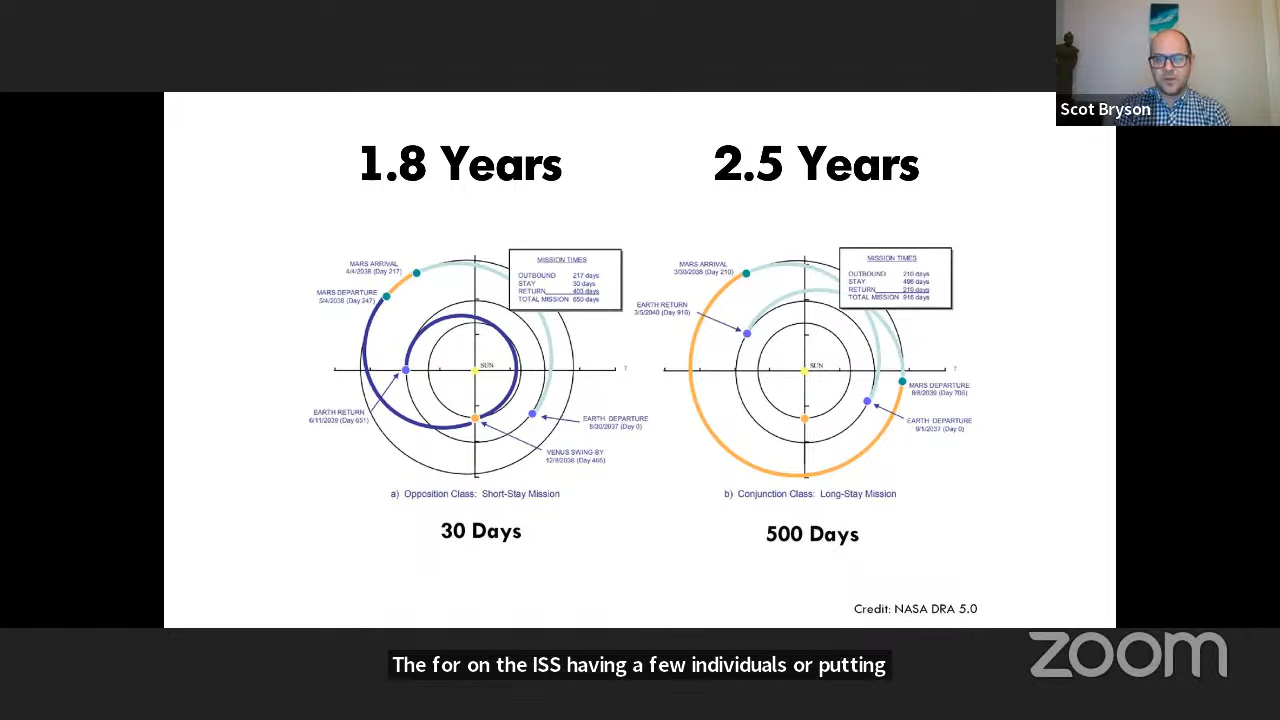 Scot Bryson
1.8 Years
2.5 Years
MARS ARRIVAL
4/4/2038 (Day 217)
MARS DEPARTURE
5/4/2038 (Day 247)
MISSION TIMES
OUTBOUND 217 days
STAY 30 days
RETURN 403 days
TOTAL MISSION 650 days
SUN
EARTH RETURN
6/11/2039 (Day 651)
EARTH DEPARTURE
8/30/2037 (Day 0)
VENUS SWING-BY
a) Opposition Class: Short-Stay Mission
30 Days
MARS ARRIVAL
3/30/2038 (Day 210)
MISSION TIMES
OUTBOUND 210 days
STAY 496 days
RETURN 210 days
TOTAL MISSION 916 days
EARTH RETURN
3/5/2040 (Day 916)
SUN
MARS DEPARTURE
8/8/2039 (Day 706)
EARTH DEPARTURE
9/1/2037 (Day 0)
b) Conjunction Class: Long-Stay Mission
500 Days
Credit: NASA DRA 5.0
The for on the ISS having a few individuals or putting
zoom